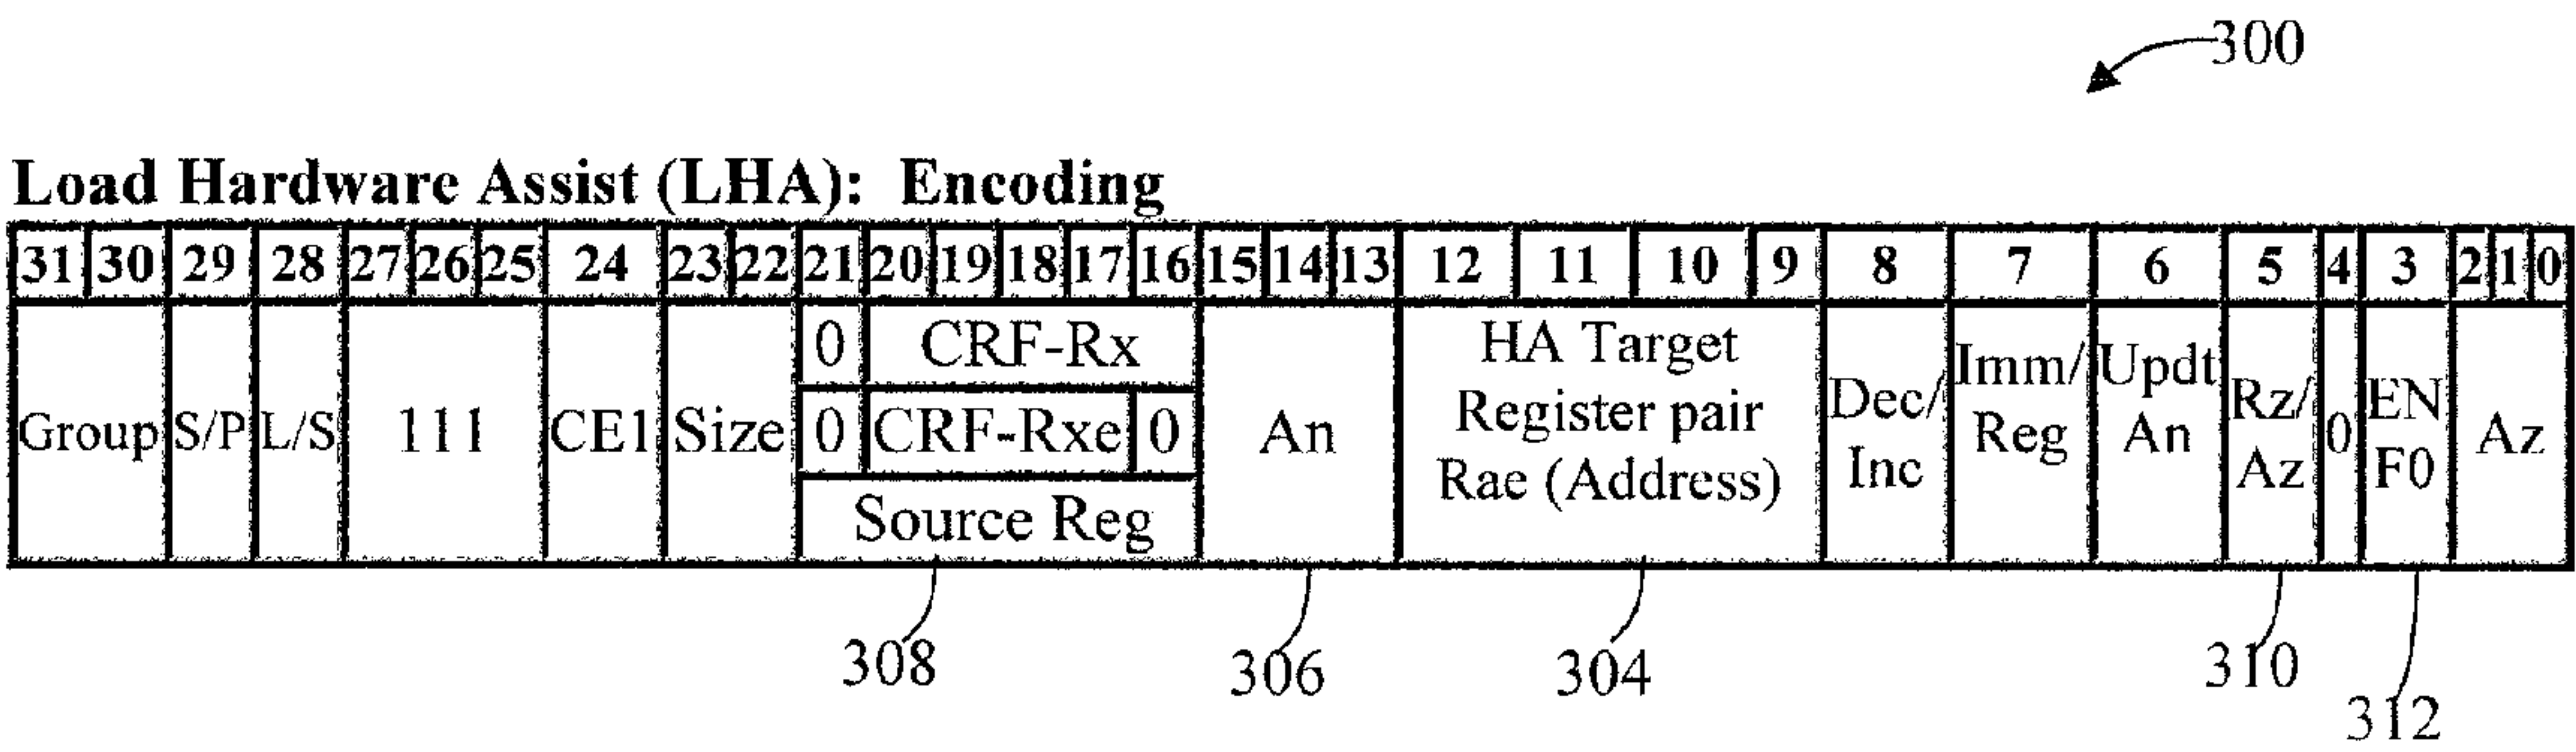 300
Load Hardware Assist (LHA): Encoding
31 30 29 28 27 26 25 24 23 22 21 20 19 18 17 16 15 14 13 12 11 10 9 8 7 6 5 4 3 2 1 0
Group S/P L/S 111 CE1 Size
0 CRF-Rx
0 CRF-Rxe 0
Source Reg
An
HA Target
Register pair
Rae (Address)
Dec/
Inc
Imm/
Reg
Updt
An
Rz/
Az
0
EN
F0
Az
308 306 304 310
312